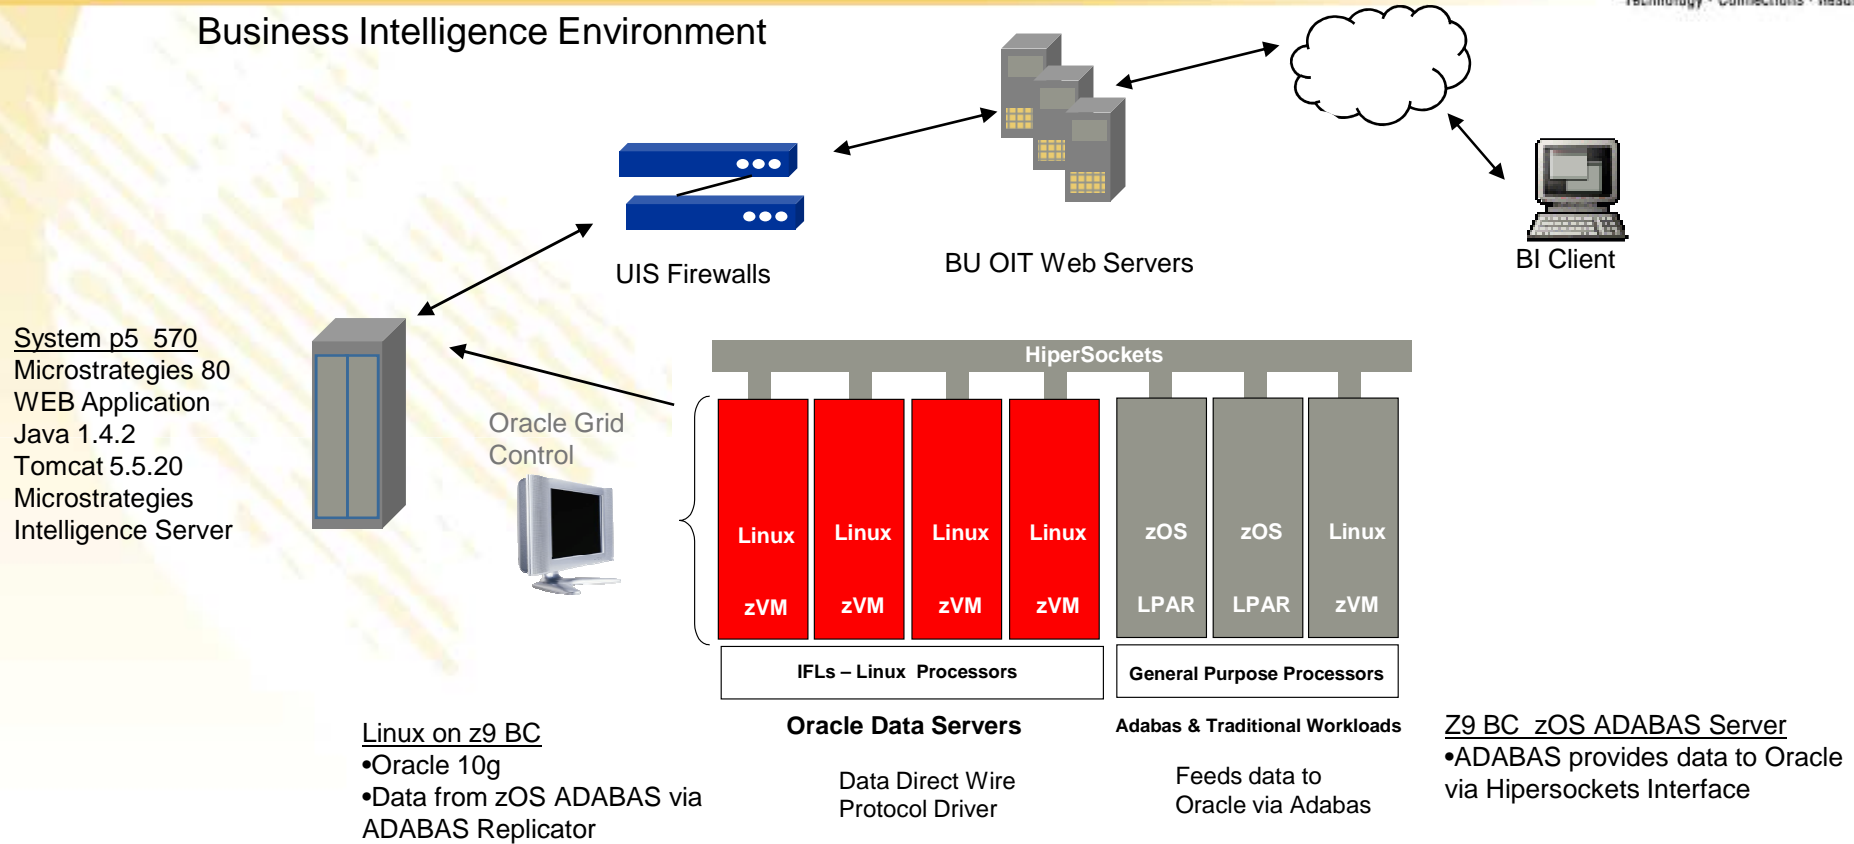 Technology · Connections · Resul
Business Intelligence Environment
UIS Firewalls
BU OIT Web Servers
BI Client
System p5  570
Microstrategies 80
WEB Application
Java 1.4.2
Tomcat 5.5.20
Microstrategies
Intelligence Server
Oracle Grid
Control
HiperSockets
Linux Linux Linux Linux zOS zOS Linux
zVM zVM zVM zVM LPAR LPAR zVM
IFLs – Linux  Processors
General Purpose Processors
Oracle Data Servers
Adabas & Traditional Workloads
Data Direct Wire
Protocol Driver
Feeds data to
Oracle via Adabas
Linux on z9 BC
•Oracle 10g
•Data from zOS ADABAS via
ADABAS Replicator
Z9 BC  zOS ADABAS Server
•ADABAS provides data to Oracle
via Hipersockets Interface